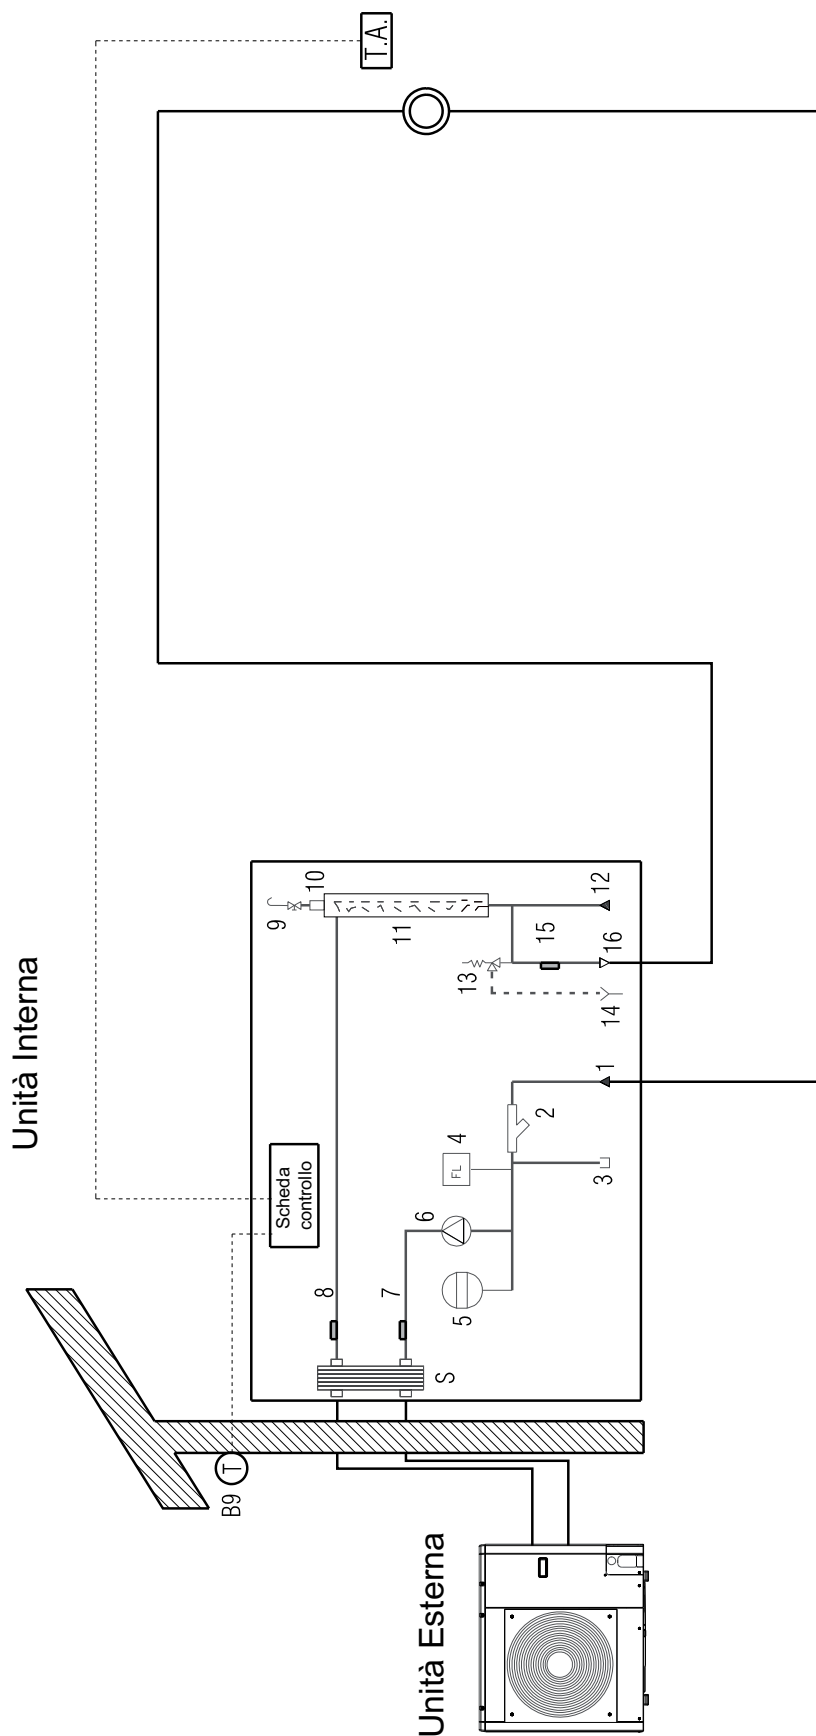 Unità Esterna
B9
T
Unità Interna
Scheda
controllo
T.A.
S
8
7
5
6
4
FL
3
2
1
9
10
11
13
14
15
16
12